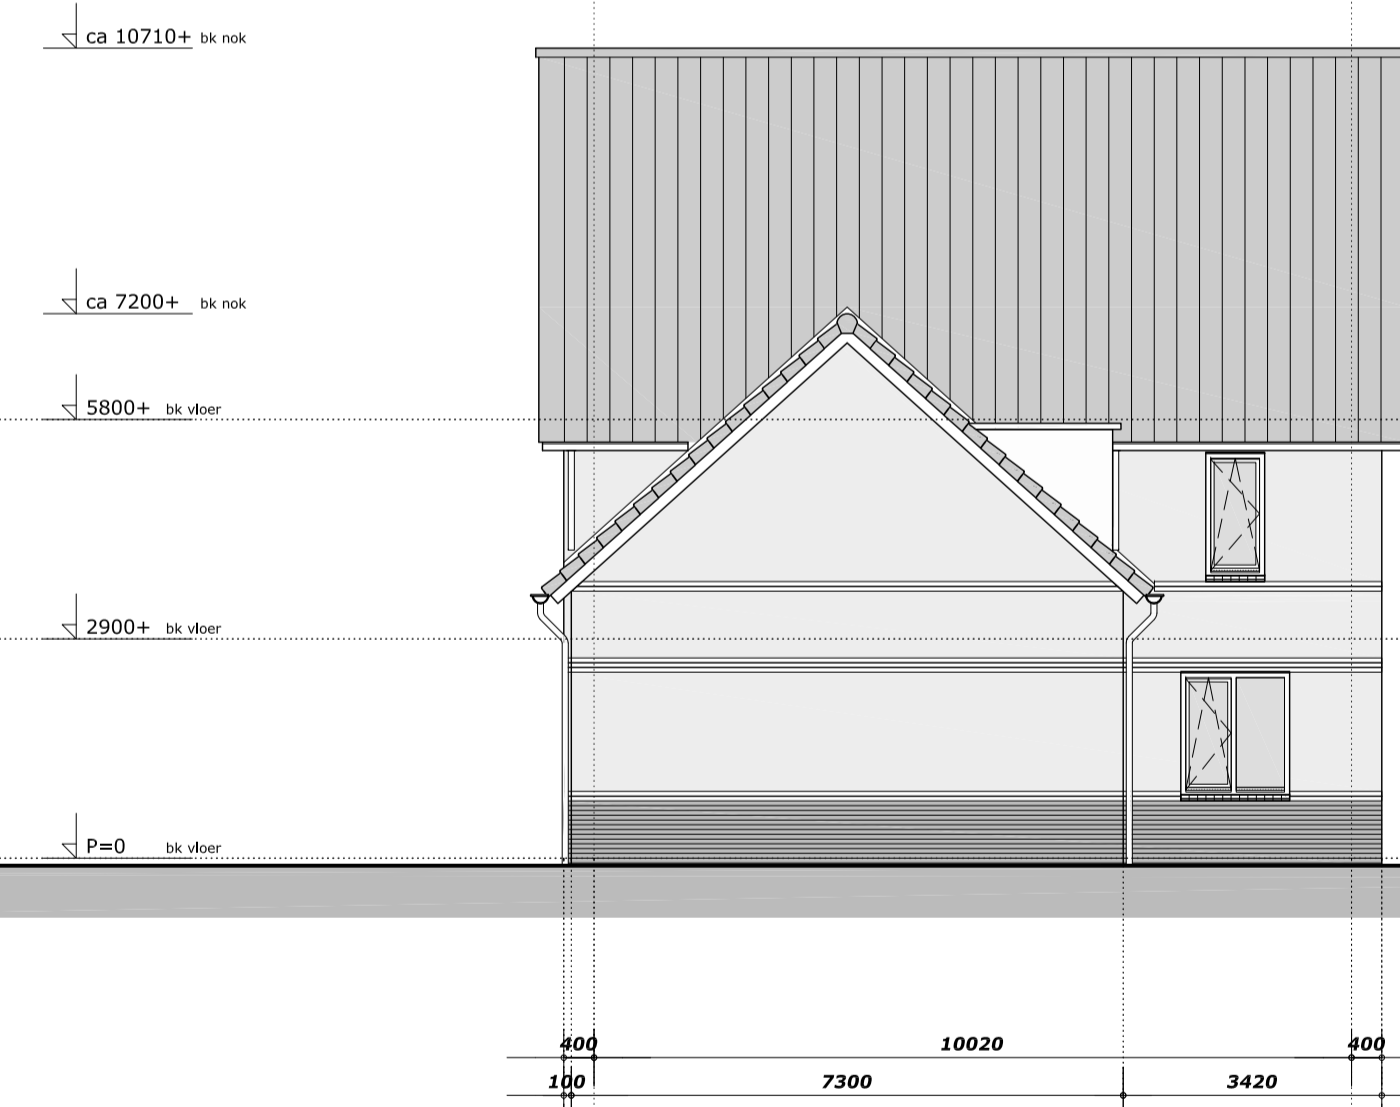 ca 10710+ bk nok
ca 7200+ bk nok
5800+ bk vloer
2900+ bk vloer
P=0 bk vloer
400 10020 400
100 7300 3420